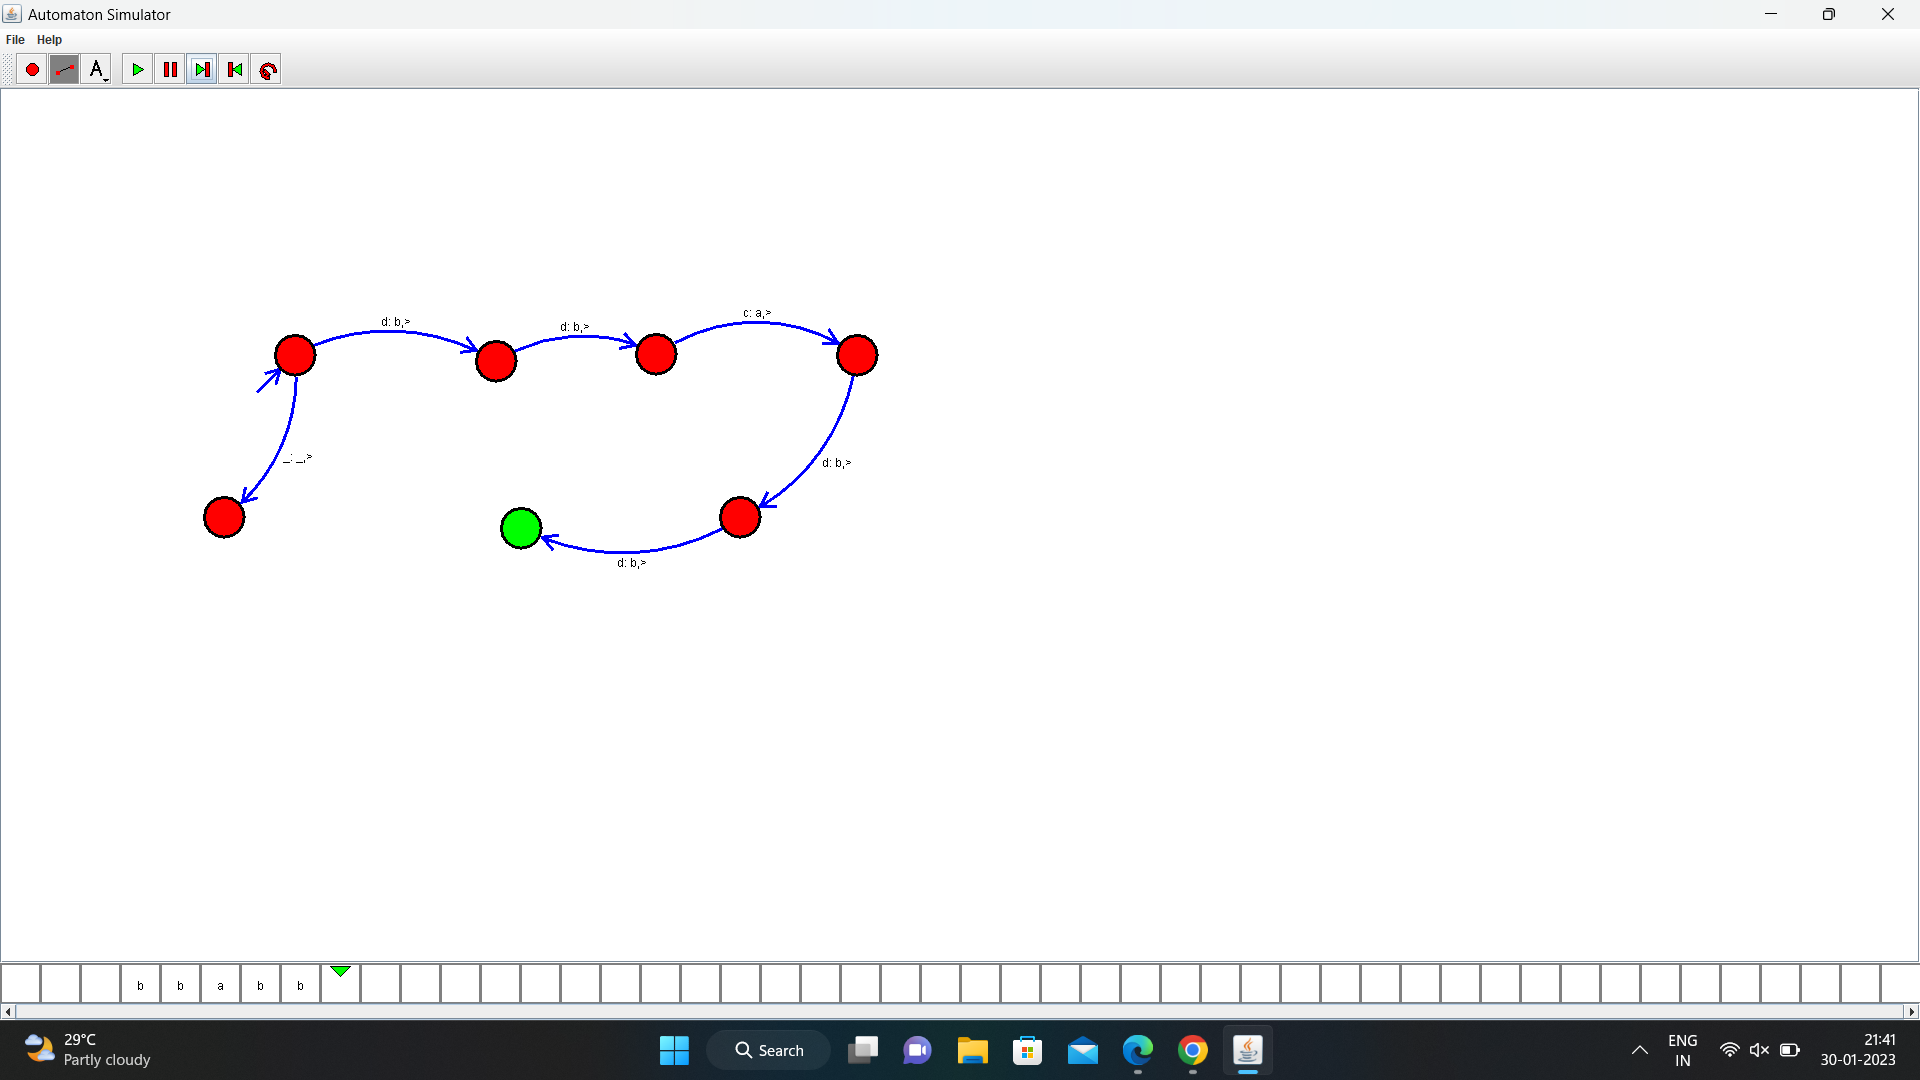 Automaton Simulator
File Help
A
d: b,>
d: b,>
c: a,>
_: _,>
d: b,>
d: b,>
b b a b b
29°C
Partly cloudy
Search
ENG
IN
21:41
30-01-2023